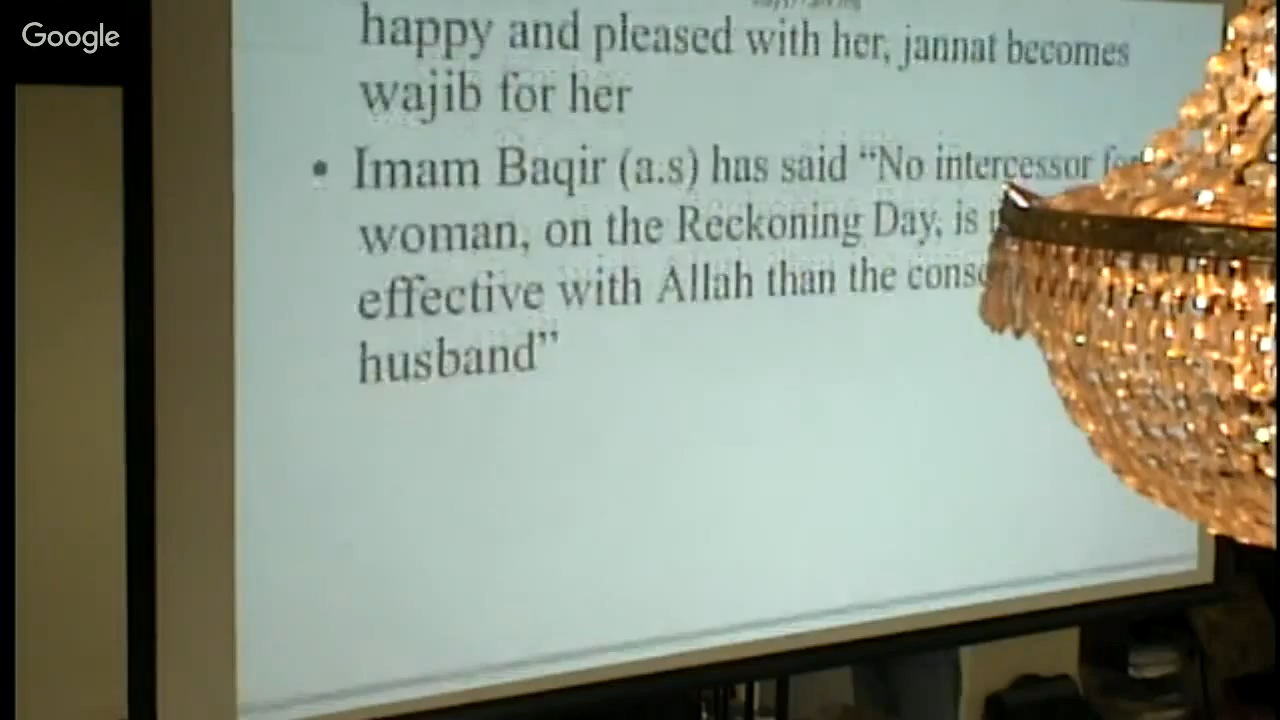 Google
happy and pleased with her, jannat becomes
wajib for her
• Imam Baqir (a.s) has said “No intercessor
woman, on the Reckoning Day, is
effective with Allah than the
husband”